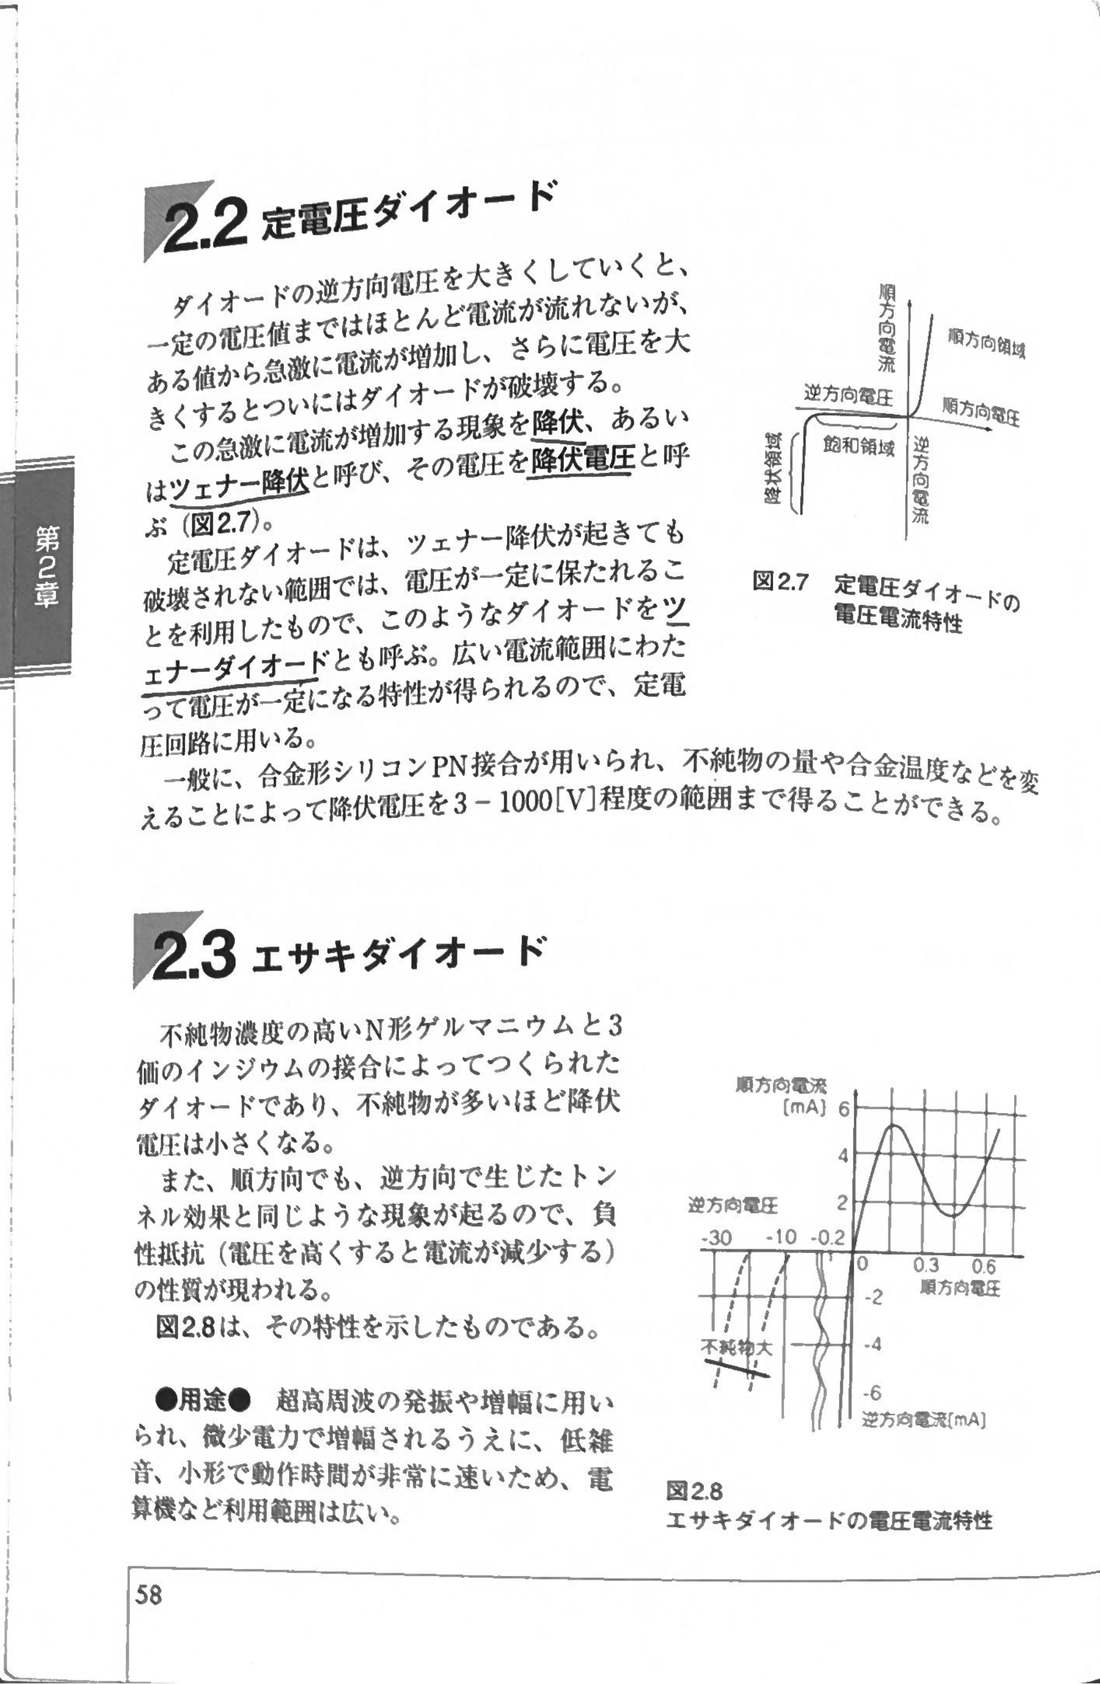 2.2 定電圧ダイオード
ダイオードの逆方向電圧を大きくしていくと、
一定の電圧値まではほとんど電流が流れないが、
ある値から急激に電流が増加し、さらに電圧を大
きくするとついにはダイオードが破壊する。
この急激に電流が増加する現象を降伏、あるい
はツェナー降伏と呼び、その電圧を降伏電圧と呼
ぶ（図2.7）。
定電圧ダイオードは、ツェナー降伏が起きても
破壊されない範囲では、電圧が一定に保たれるこ
とを利用したもので、このようなダイオードをツ
ェナーダイオードとも呼ぶ。広い電流範囲にわた
って電圧が一定になる特性が得られるので、定電
圧回路に用いる。
一般に、合金形シリコンPN接合が用いられ、不純物の量や合金温度などを変
えることによって降伏電圧を3－1000[V]程度の範囲まで得ることができる。
順方向電流
順方向領域
逆方向電圧
順方向電圧
飽和領域
降伏領域
逆方向電流
図2.7 定電圧ダイオードの
電圧電流特性
第2章
2.3 エサキダイオード
不純物濃度の高いN形ゲルマニウムと3
価のインジウムの接合によってつくられた
ダイオードであり、不純物が多いほど降伏
電圧は小さくなる。
また、順方向でも、逆方向で生じたトン
ネル効果と同じような現象が起るので、負
性抵抗（電圧を高くすると電流が減少する）
の性質が現われる。
図2.8は、その特性を示したものである。
●用途● 超高周波の発振や増幅に用い
られ、微少電力で増幅されるうえに、低雑
音、小形で動作時間が非常に速いため、電
算機など利用範囲は広い。
順方向電流
[mA] 6
4
2
逆方向電圧
-30 -10 -0.2
0 0.3 0.6
順方向電圧
-2
不純物大
-4
-6
逆方向電流[mA]
図2.8
エサキダイオードの電圧電流特性
58